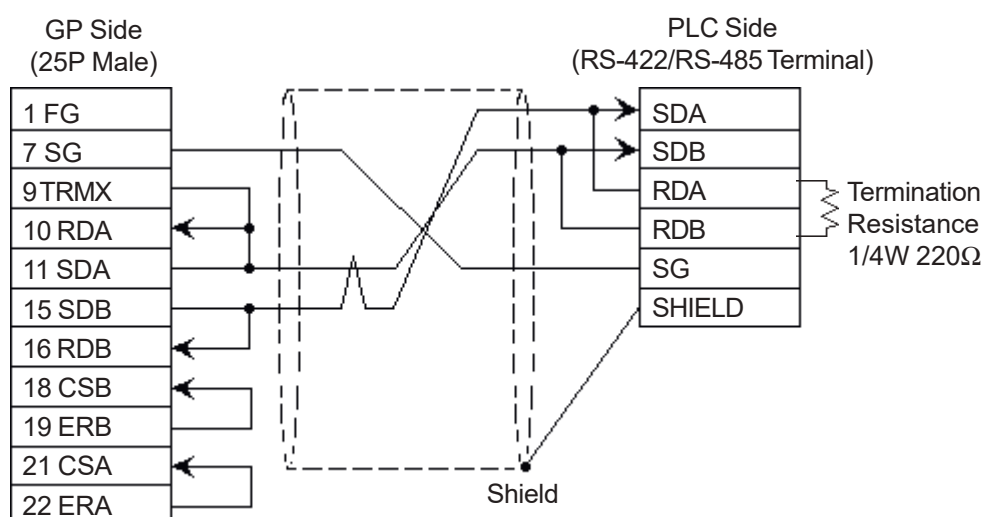 GP Side
(25P Male)
1 FG
7 SG
9TRMX
10 RDA
11 SDA
15 SDB
16 RDB
18 CSB
19 ERB
21 CSA
22 ERA
Shield
PLC Side
(RS-422/RS-485 Terminal)
SDA
SDB
RDA
RDB
SG
SHIELD
Termination
Resistance
1/4W 220Ω